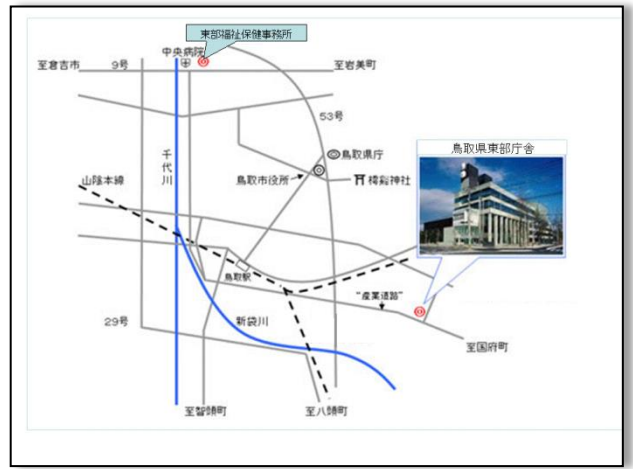 東部福祉保健事務所
中央病院
至倉吉市
9号
至岩美町
53号
鳥取県東部庁舎
千代川
鳥取県庁
山陰本線
鳥取市役所
樗谿神社
鳥取駅
"産業道路"
29号
新袋川
至国府町
至智頭町
至八頭町